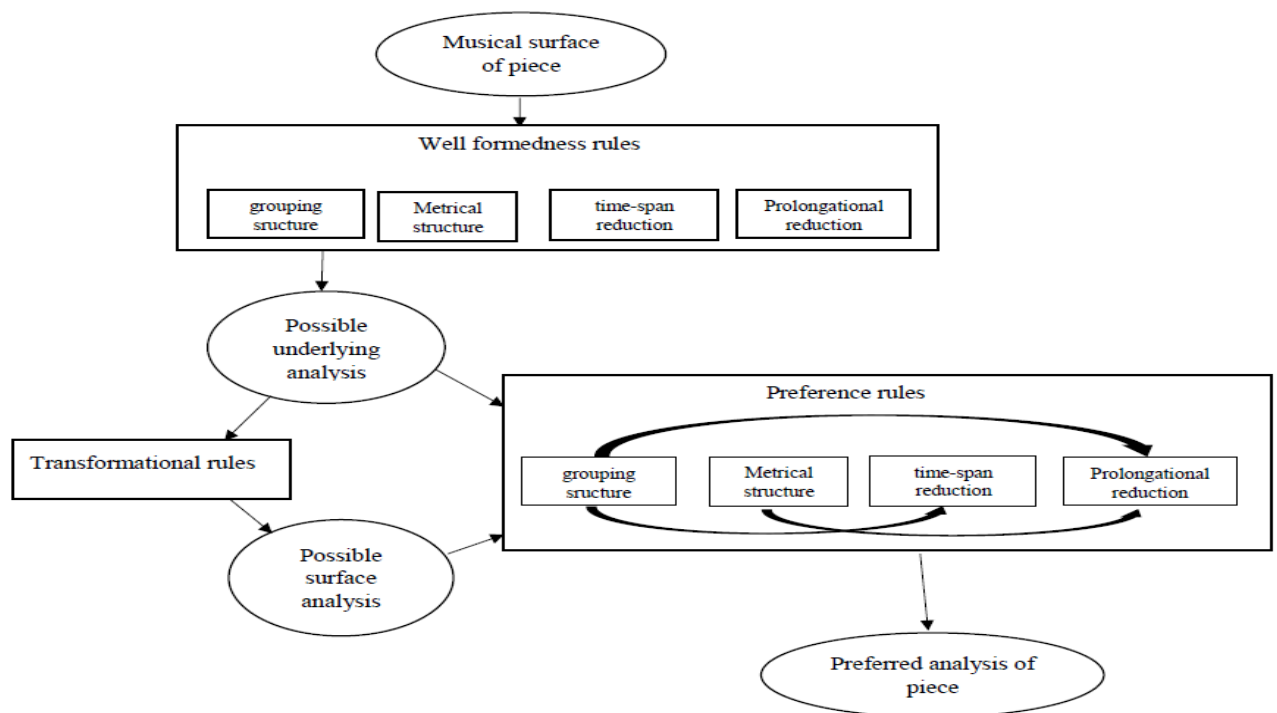 Musical surface
of piece
Well formedness rules
grouping
sructure
Metrical
structure
time-span
reduction
Prolongational
reduction
Possible
underlying
analysis
Preference rules
grouping
sructure
Metrical
structure
time-span
reduction
Prolongational
reduction
Transformational rules
Possible
surface
analysis
Preferred analysis of
piece